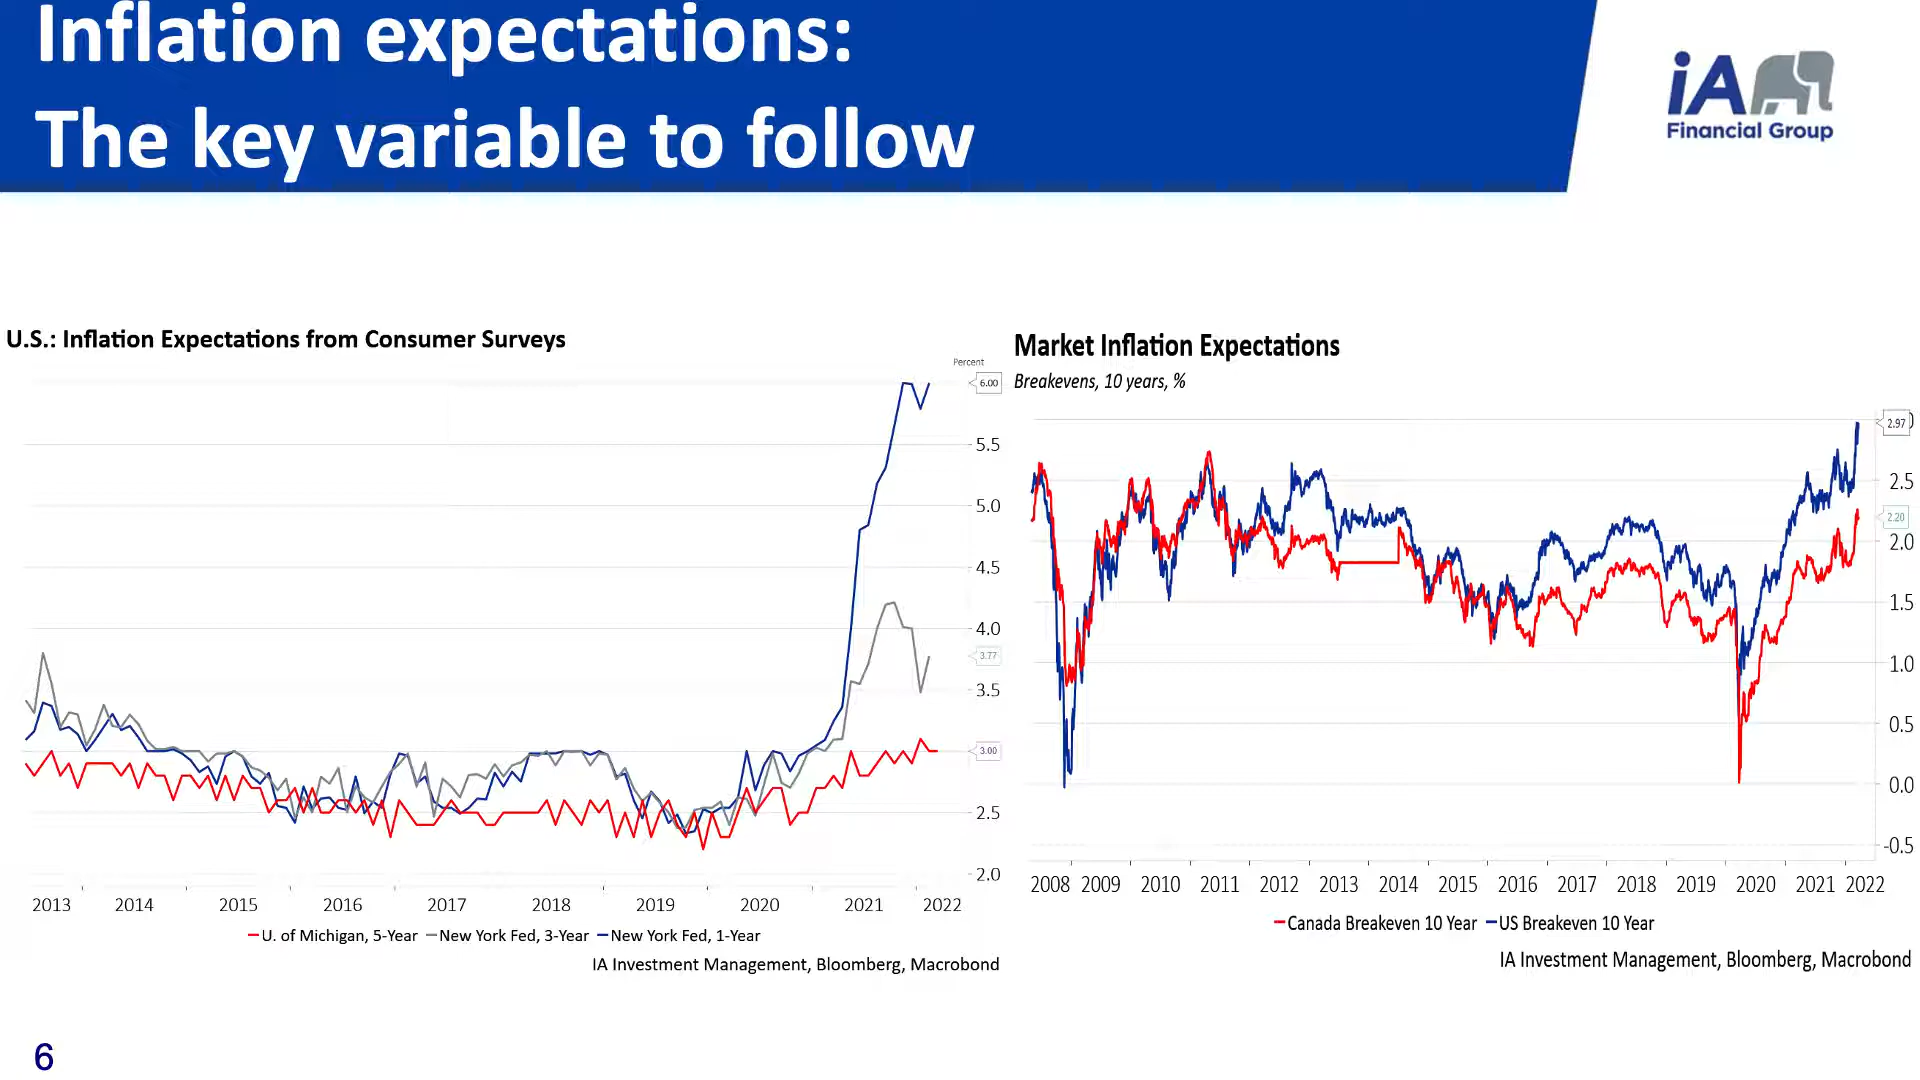 Inflation expectations:
The key variable to follow
iA
Financial Group
U.S.: Inflation Expectations from Consumer Surveys
Percent
6.00
5.5
5.0
4.5
4.0
3.77
3.5
3.00
2.5
2.0
2013 2014 2015 2016 2017 2018 2019 2020 2021 2022
U. of Michigan, 5-Year New York Fed, 3-Year New York Fed, 1-Year
IA Investment Management, Bloomberg, Macrobond
Market Inflation Expectations
Breakevens, 10 years, %
2.97
2.5
2.20
2.0
1.5
1.0
0.5
0.0
-0.5
2008 2009 2010 2011 2012 2013 2014 2015 2016 2017 2018 2019 2020 2021 2022
Canada Breakeven 10 Year US Breakeven 10 Year
IA Investment Management, Bloomberg, Macrobond
6